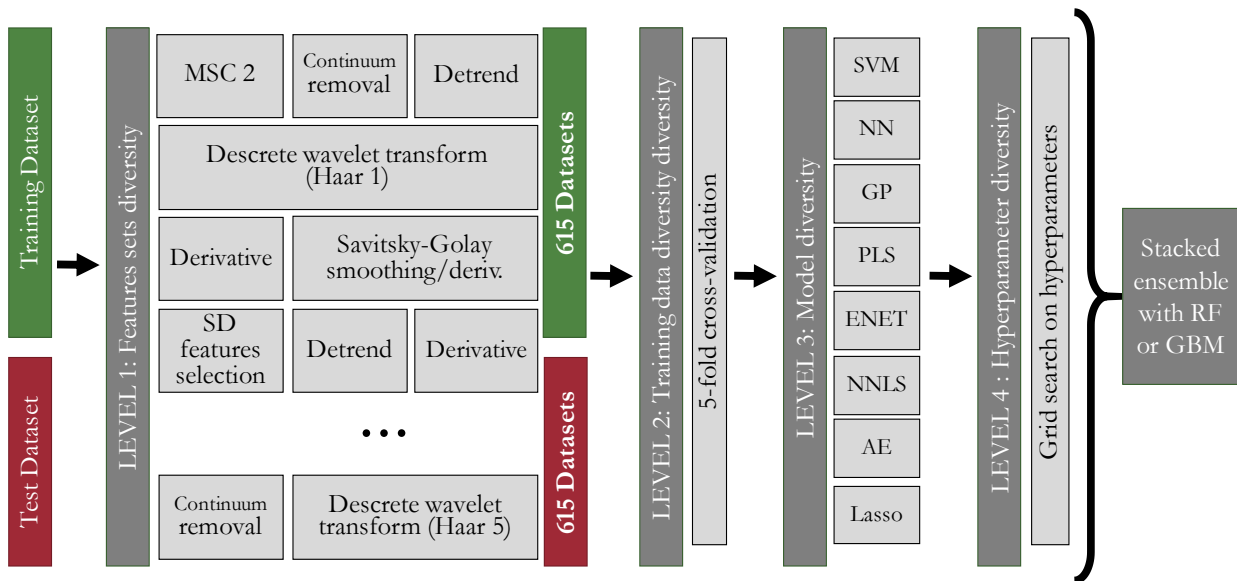 Training Dataset
Test Dataset
LEVEL 1: Features sets diversity
MSC 2
Continuum
removal
Detrend
Descrete wavelet transform
(Haar 1)
Derivative
Savitsky-Golay
smoothing/deriv.
SD
features
selection
Detrend
Derivative
...
Continuum
removal
Descrete wavelet
transform (Haar 5)
615 Datasets
615 Datasets
LEVEL 2: Training data diversity diversity
5-fold cross-validation
LEVEL 3: Model diversity
SVM
NN
GP
PLS
ENET
NNLS
AE
Lasso
LEVEL 4 : Hyperparameter diversity
Grid search on hyperparameters
Stacked
ensemble
with RF
or GBM